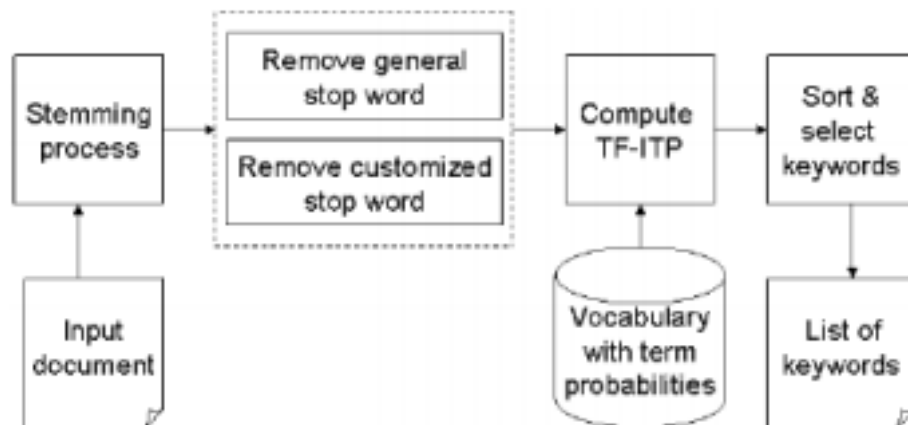 Stemming
process
Remove general
stop word
Remove customized
stop word
Compute
TF-ITP
Sort &
select
keywords
Input
document
Vocabulary
with term
probabilities
List of
keywords